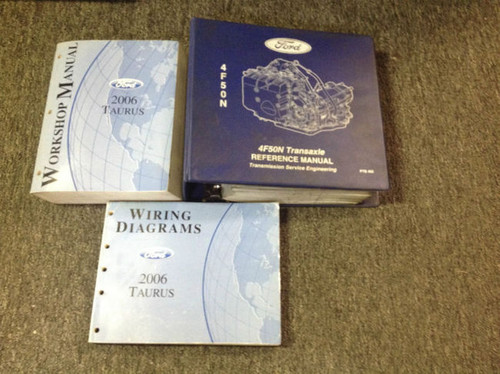 WORKSHOP MANUAL
Ford
2006
TAURUS
Ford
4F50N
4F50N Transaxle
REFERENCE MANUAL
Transmission Service Engineering
WIRING
DIAGRAMS
Ford
2006
TAURUS